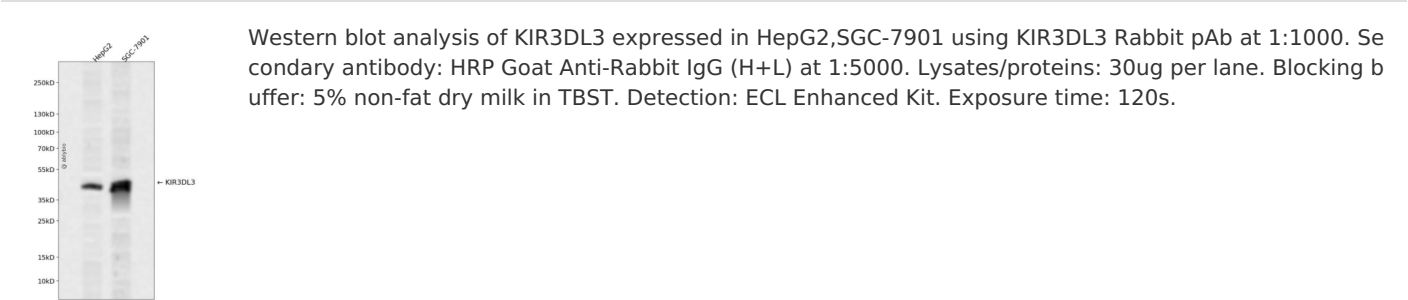 HepG2
SGC-7901
250kD
130kD
100kD
70kD
55kD
35kD
25kD
15kD
10kD
← KIR3DL3
Western blot analysis of KIR3DL3 expressed in HepG2,SGC-7901 using KIR3DL3 Rabbit pAb at 1:1000. Se
condary antibody: HRP Goat Anti-Rabbit IgG (H+L) at 1:5000. Lysates/proteins: 30ug per lane. Blocking b
uffer: 5% non-fat dry milk in TBST. Detection: ECL Enhanced Kit. Exposure time: 120s.